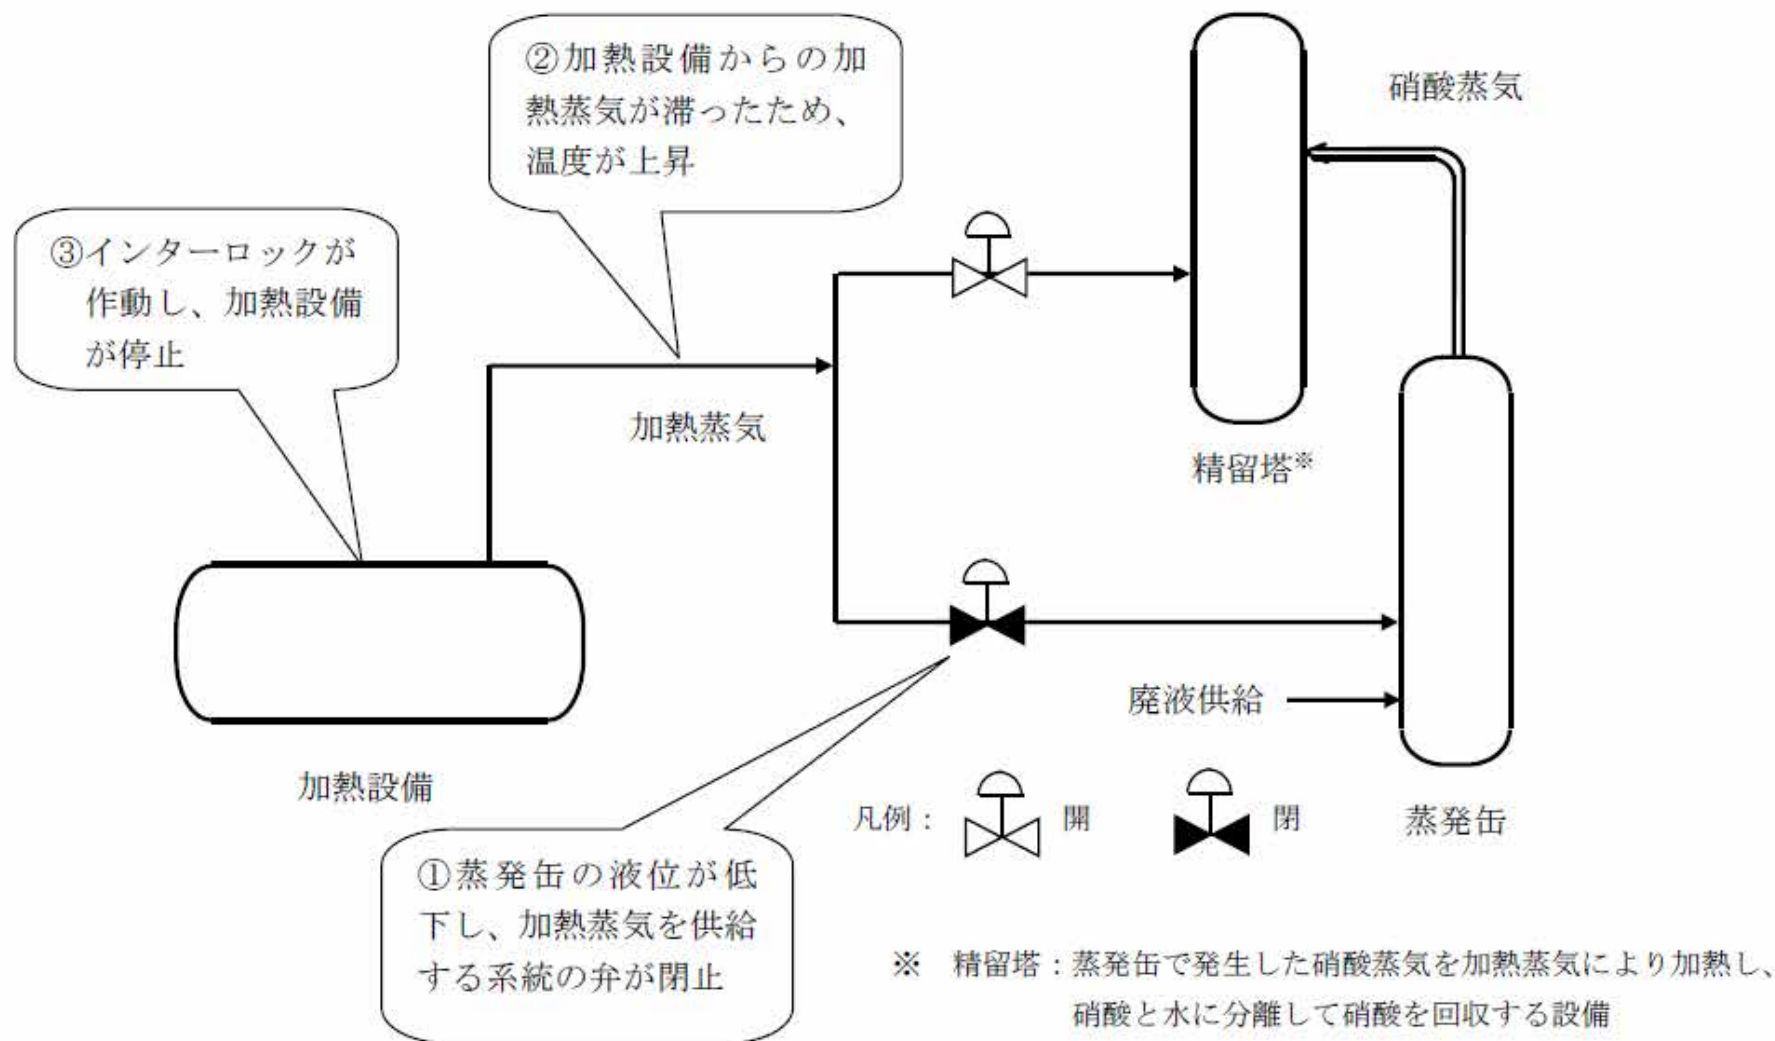 ②加熱設備からの加
熱蒸気が滞ったため、
温度が上昇
硝酸蒸気
③インターロックが
作動し、加熱設備
が停止
加熱蒸気
精留塔※
廃液供給
加熱設備
凡例：
開
閉
蒸発缶
①蒸発缶の液位が低
下し、加熱蒸気を供給
する系統の弁が閉止
※ 精留塔：蒸発缶で発生した硝酸蒸気を加熱蒸気により加熱し、
硝酸と水に分離して硝酸を回収する設備